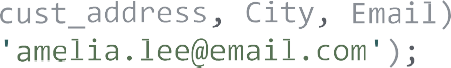 cust_address, City, Email)
'amelia.lee@email.com');